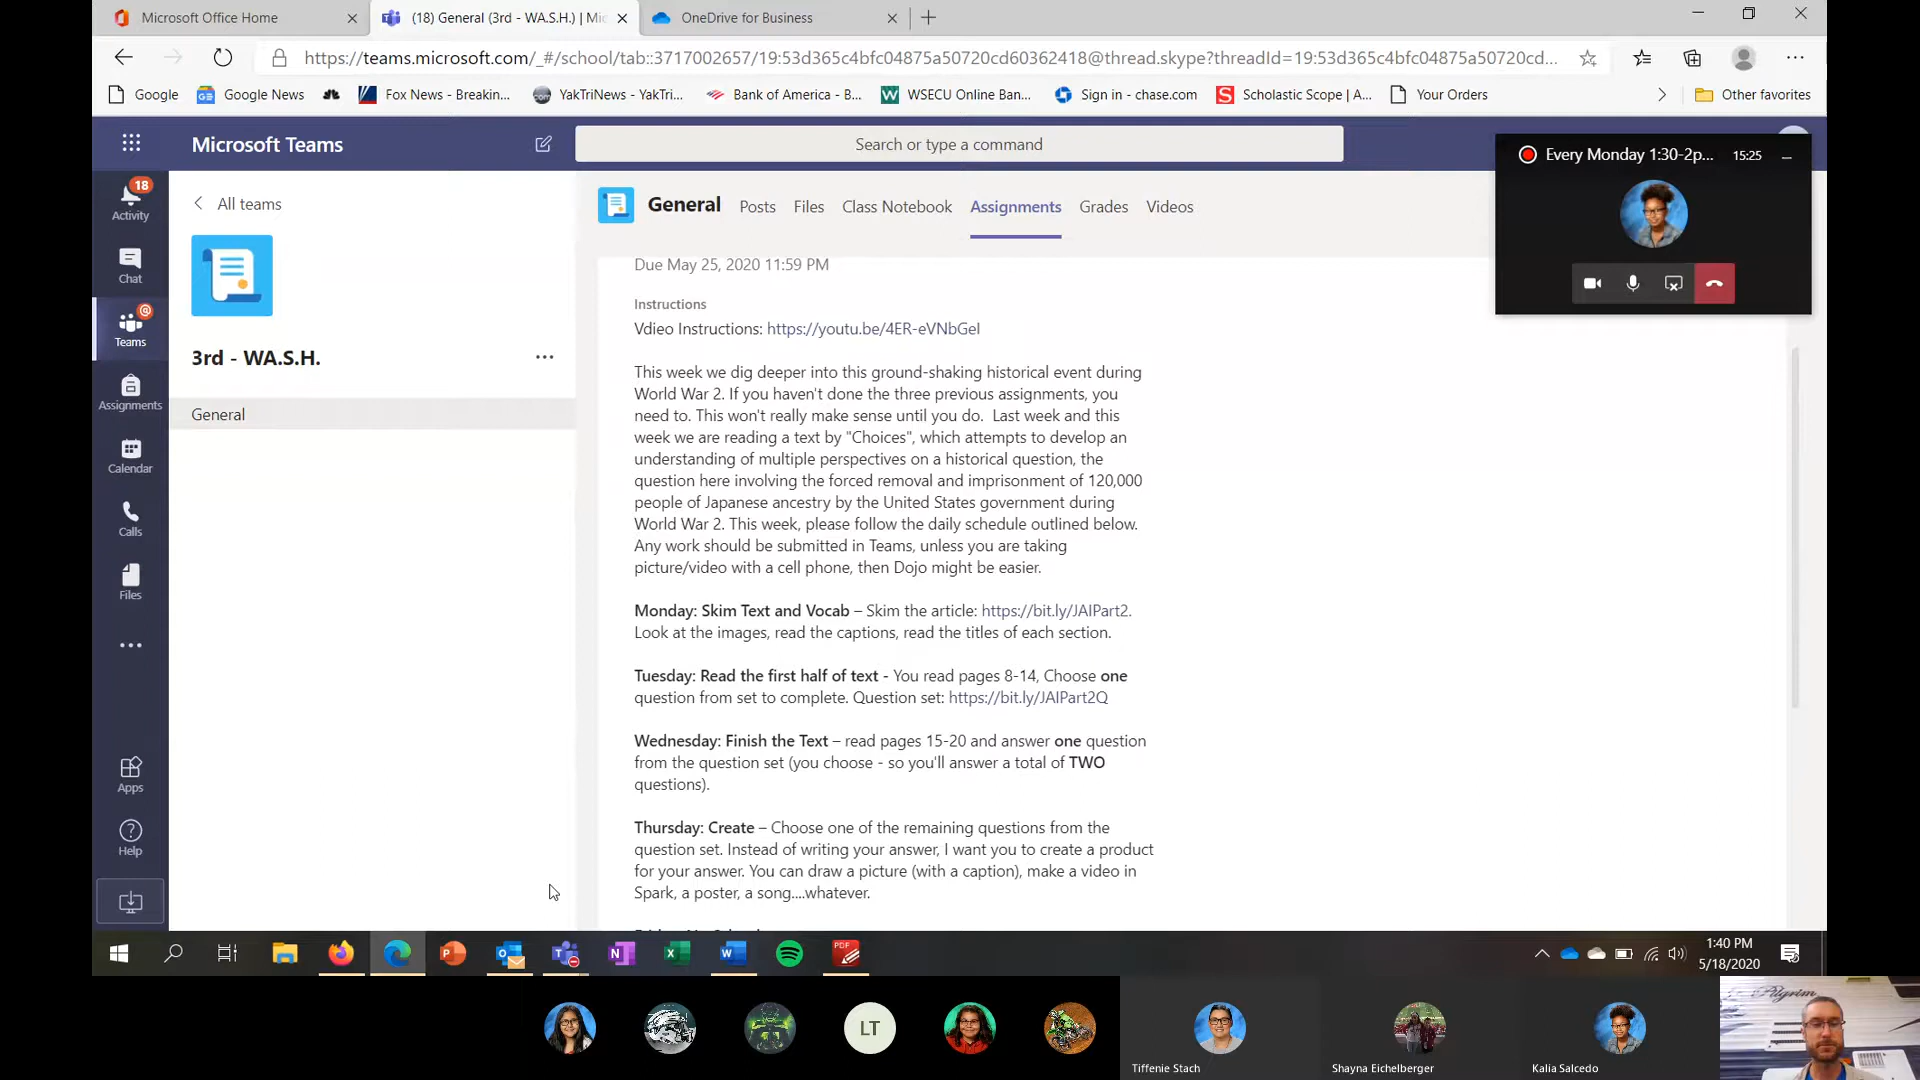 Microsoft Office Home
(18) General (3rd - WA.S.H.) | Mi
OneDrive for Business
https://teams.microsoft.com/_#/school/tab::3717002657/19:53d365c4bfc04875a50720cd60362418@thread.skype?threadId=19:53d365c4bfc04875a50720cd...
Google
Google News
Fox News - Breakin...
YakTriNews - YakTri...
Bank of America - B...
WSECU Online Ban...
Sign in - chase.com
Scholastic Scope | A...
Your Orders
Other favorites
Microsoft Teams
Search or type a command
Every Monday 1:30-2p...
15:25
18
Activity
Chat
Teams
Assignments
Calendar
Calls
Files
Apps
Help
All teams
3rd - WA.S.H.
General
General
Posts
Files
Class Notebook
Assignments
Grades
Videos
Due May 25, 2020 11:59 PM
Instructions
Vdieo Instructions: https://youtu.be/4ER-eVNbGeI
This week we dig deeper into this ground-shaking historical event during
World War 2. If you haven't done the three previous assignments, you
need to. This won't really make sense until you do.  Last week and this
week we are reading a text by "Choices", which attempts to develop an
understanding of multiple perspectives on a historical question, the
question here involving the forced removal and imprisonment of 120,000
people of Japanese ancestry by the United States government during
World War 2. This week, please follow the daily schedule outlined below.
Any work should be submitted in Teams, unless you are taking
picture/video with a cell phone, then Dojo might be easier.
Monday: Skim Text and Vocab – Skim the article: https://bit.ly/JAIPart2.
Look at the images, read the captions, read the titles of each section.
Tuesday: Read the first half of text - You read pages 8-14, Choose one
question from set to complete. Question set: https://bit.ly/JAIPart2Q
Wednesday: Finish the Text – read pages 15-20 and answer one question
from the question set (you choose - so you'll answer a total of TWO
questions).
Thursday: Create – Choose one of the remaining questions from the
question set. Instead of writing your answer, I want you to create a product
for your answer. You can draw a picture (with a caption), make a video in
Spark, a poster, a song....whatever.
1:40 PM
5/18/2020
LT
Tiffenie Stach
Shayna Eichelberger
Kalia Salcedo
Pilgrim